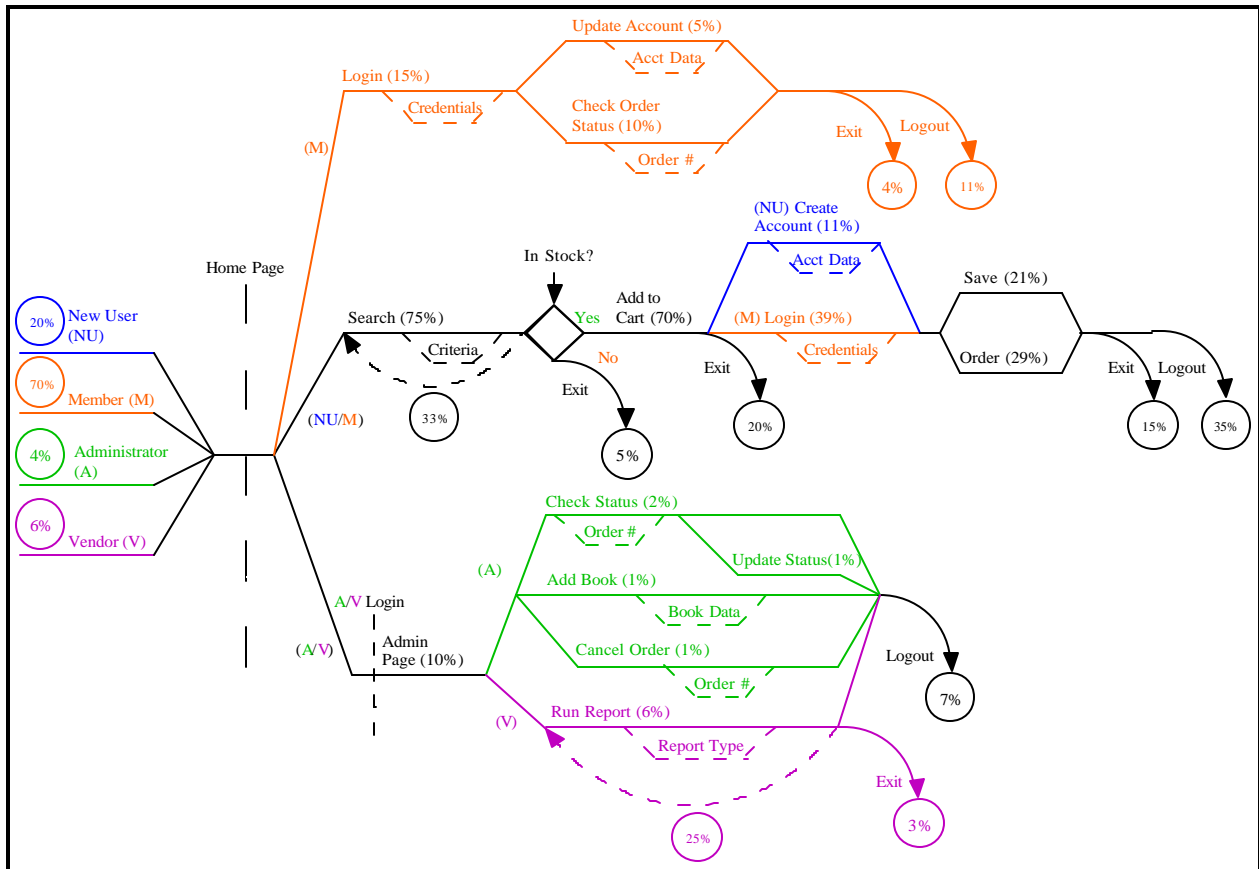 Update Account (5%)
Acct Data
Login (15%)
Credentials
Check Order
Status (10%)
Order #
(M)
Exit
Logout
4%
11%
(NU) Create
Account (11%)
Acct Data
In Stock?
Home Page
Save (21%)
20%
New User
(NU)
Search (75%)
Criteria
Yes
No
Add to
Cart (70%)
(M) Login (39%)
Credentials
Order (29%)
Exit
Exit
Exit
Logout
70%
Member (M)
(NU/M)
33%
5%
20%
15%
35%
4%
Administrator
(A)
6%
Vendor (V)
Check Status (2%)
Order #
Update Status(1%)
(A)
Add Book (1%)
Book Data
A/V Login
Admin
Page (10%)
(A/V)
Cancel Order (1%)
Order #
Logout
7%
(V)
Run Report (6%)
Report Type
Exit
25%
3%